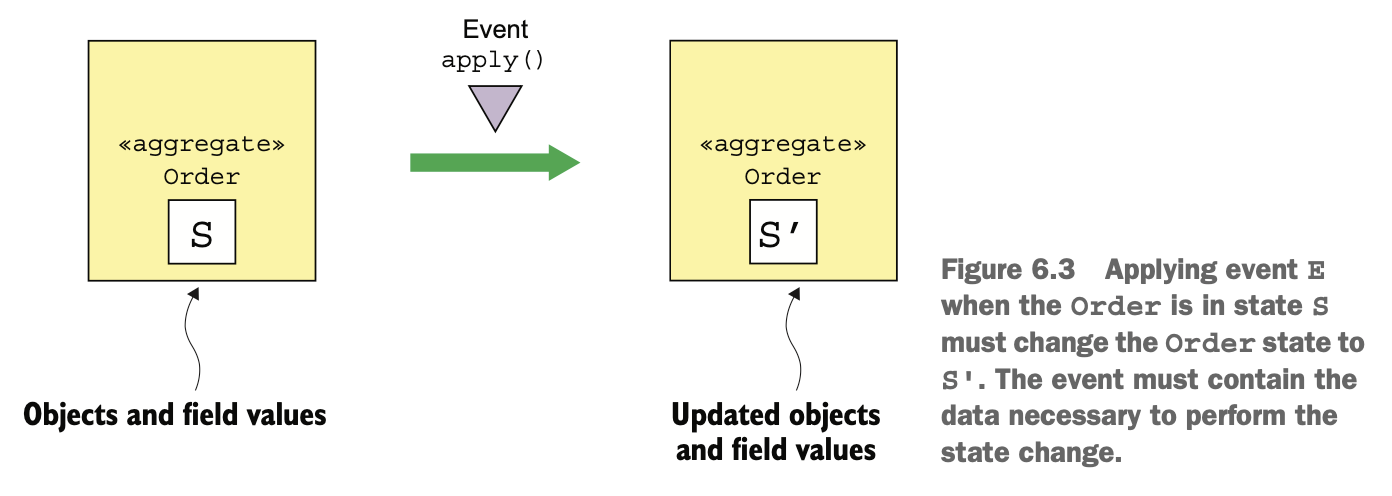 Event
apply()
«aggregate»
Order
S
«aggregate»
Order
S’
Objects and field values
Updated objects
and field values
Figure 6.3 Applying event E
when the Order is in state S
must change the Order state to
S'. The event must contain the
data necessary to perform the
state change.